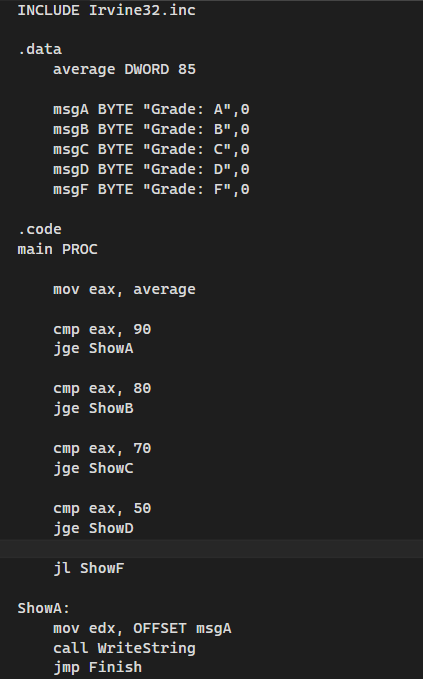 INCLUDE Irvine32.inc
.data
average DWORD 85
msgA BYTE "Grade: A",0
msgB BYTE "Grade: B",0
msgC BYTE "Grade: C",0
msgD BYTE "Grade: D",0
msgF BYTE "Grade: F",0
.code
main PROC
mov eax, average
cmp eax, 90
jge ShowA
cmp eax, 80
jge ShowB
cmp eax, 70
jge ShowC
cmp eax, 50
jge ShowD
jl ShowF
ShowA:
mov edx, OFFSET msgA
call WriteString
jmp Finish